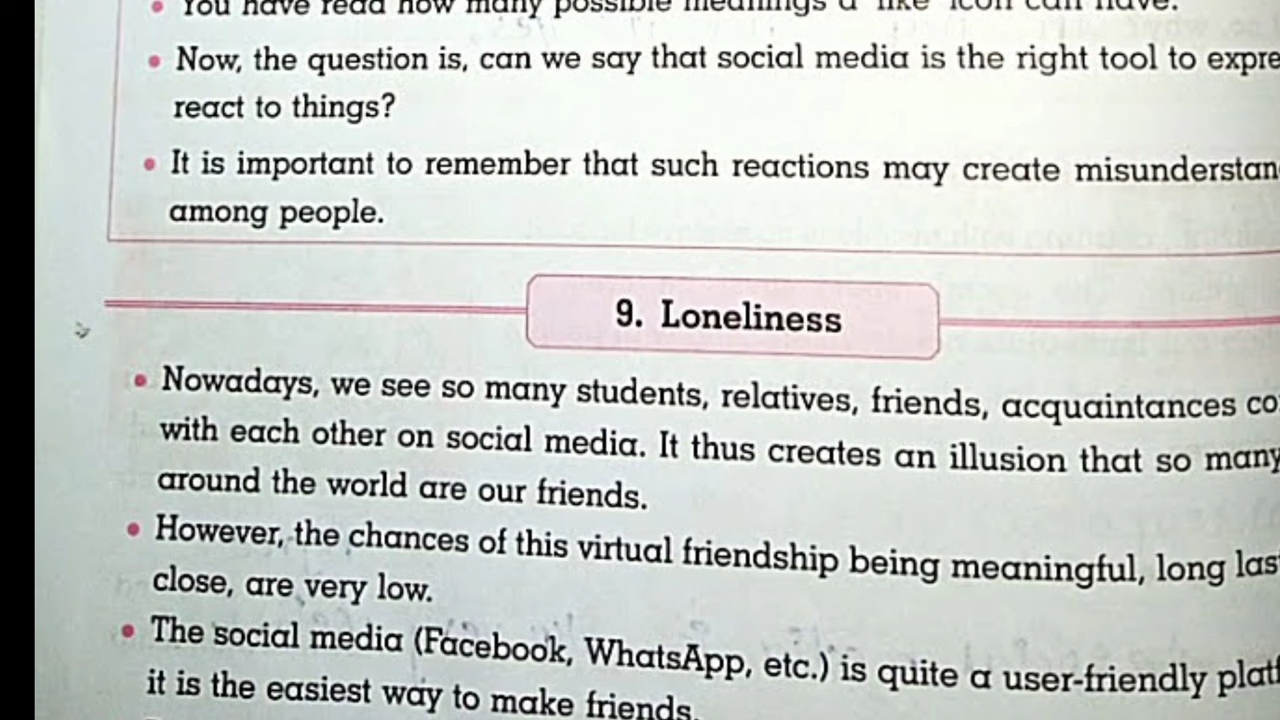 You have read how many possible meanings a 'like' icon can have.
• Now, the question is, can we say that social media is the right tool to expre
react to things?
• It is important to remember that such reactions may create misunderstan
among people.
9. Loneliness
• Nowadays, we see so many students, relatives, friends, acquaintances co
with each other on social media. It thus creates an illusion that so many
around the world are our friends.
• However, the chances of this virtual friendship being meaningful, long las
close, are very low.
• The social media (Facebook, WhatsApp, etc.) is quite a user-friendly platf
it is the easiest way to make friends.